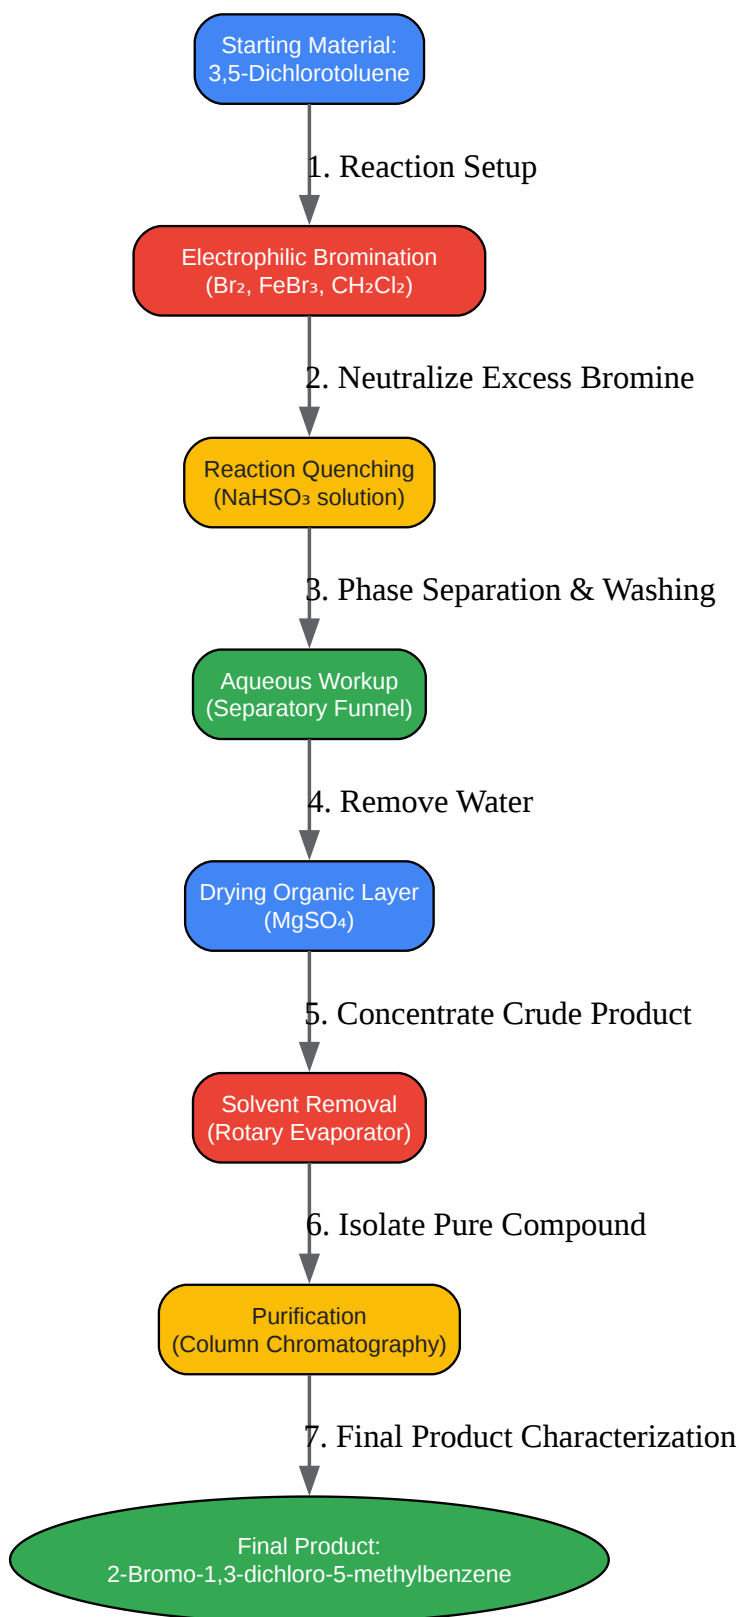 Starting Material:
3,5-Dichlorotoluene
1. Reaction Setup
Electrophilic Bromination
(Br₂, FeBr₃, CH₂Cl₂)
2. Neutralize Excess Bromine
Reaction Quenching
(NaHSO₃ solution)
3. Phase Separation & Washing
Aqueous Workup
(Separatory Funnel)
4. Remove Water
Drying Organic Layer
(MgSO₄)
5. Concentrate Crude Product
Solvent Removal
(Rotary Evaporator)
6. Isolate Pure Compound
Purification
(Column Chromatography)
7. Final Product Characterization
Final Product:
2-Bromo-1,3-dichloro-5-methylbenzene